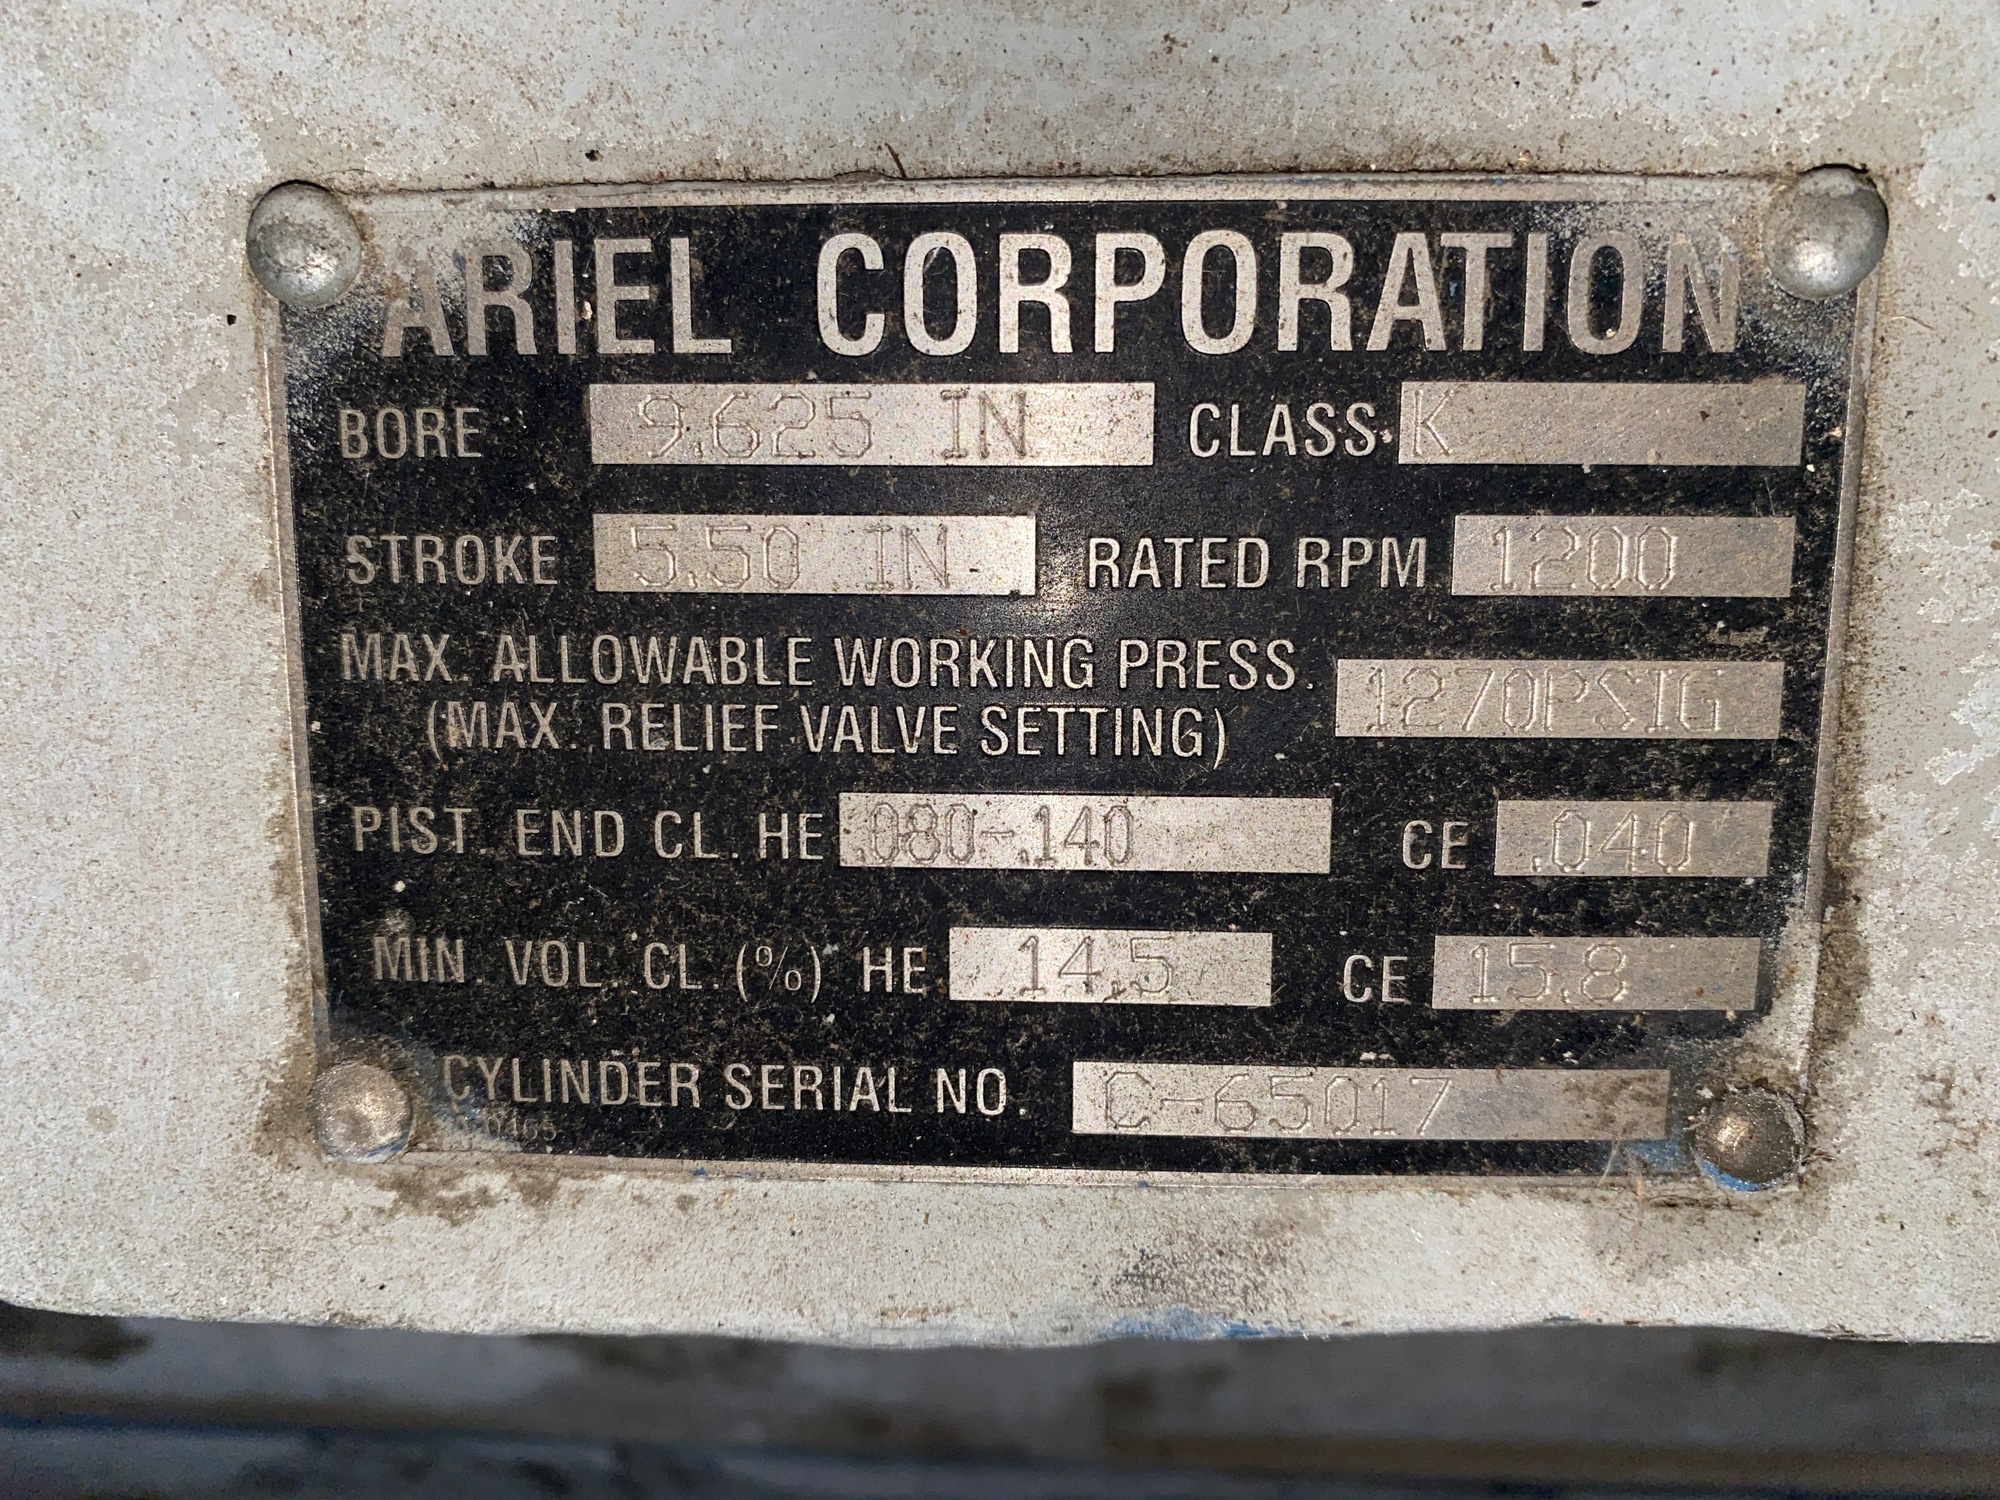 ARIEL CORPORATION
BORE 9.625 IN CLASS K
STROKE 5.50 IN RATED RPM 1200
MAX. ALLOWABLE WORKING PRESS. 1270PSIG
(MAX. RELIEF VALVE SETTING)
PIST. END CL. HE .080-.140 CE .040
MIN. VOL. CL. (%) HE 14.5 CE 15.8
CYLINDER SERIAL NO. C-65017